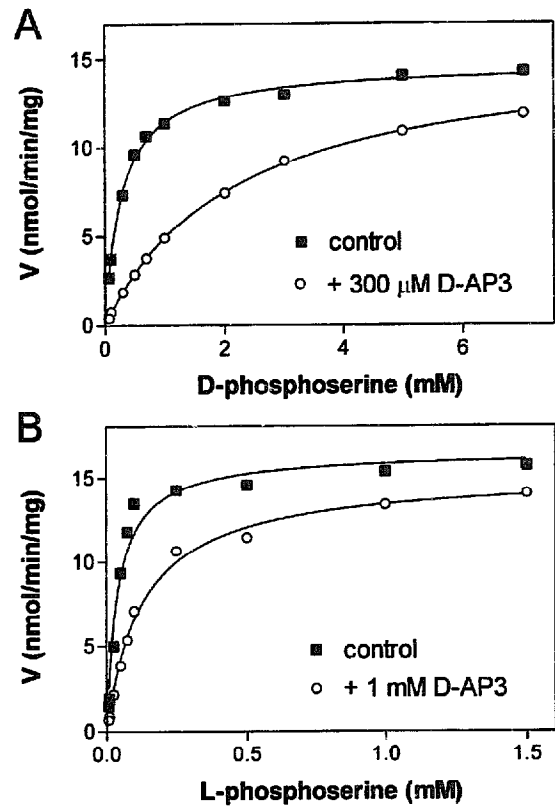 A
V (nmol/min/mg)
15
10
5
0
control
+ 300 μM D-AP3
0
2
4
6
D-phosphoserine (mM)
B
V (nmol/min/mg)
15
10
5
0
control
+ 1 mM D-AP3
0.0
0.5
1.0
1.5
L-phosphoserine (mM)